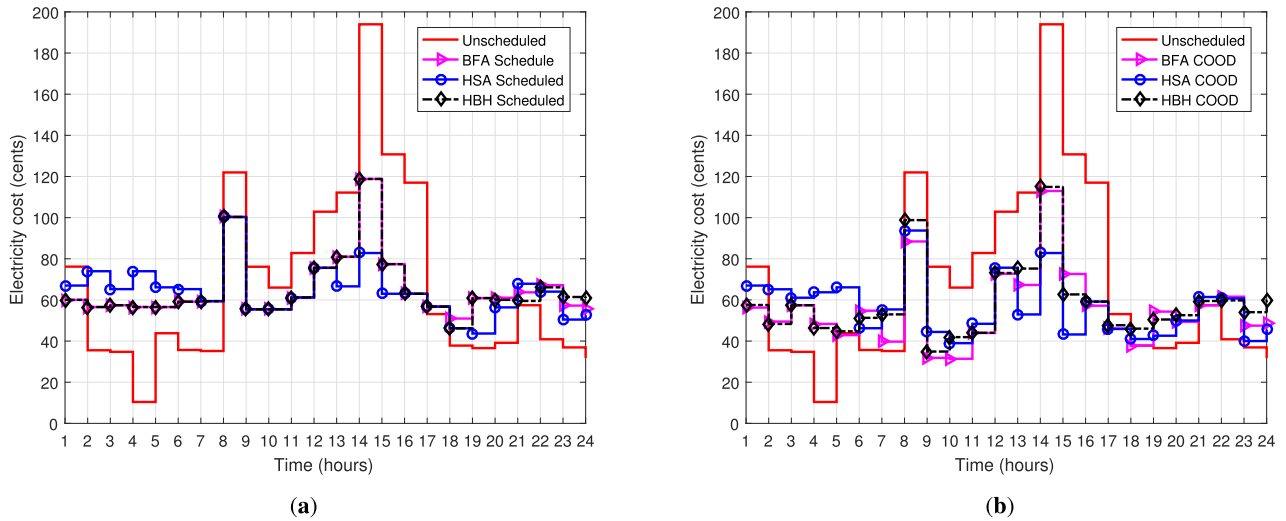 200
180
160
140
120
100
80
60
40
20
0
Electricity cost (cents)
Unscheduled
BFA Schedule
HSA Scheduled
HBH Scheduled
1 2 3 4 5 6 7 8 9 10 11 12 13 14 15 16 17 18 19 20 21 22 23 24
Time (hours)
(a)
200
180
160
140
120
100
80
60
40
20
0
Electricity cost (cents)
Unscheduled
BFA COOD
HSA COOD
HBH COOD
1 2 3 4 5 6 7 8 9 10 11 12 13 14 15 16 17 18 19 20 21 22 23 24
Time (hours)
(b)